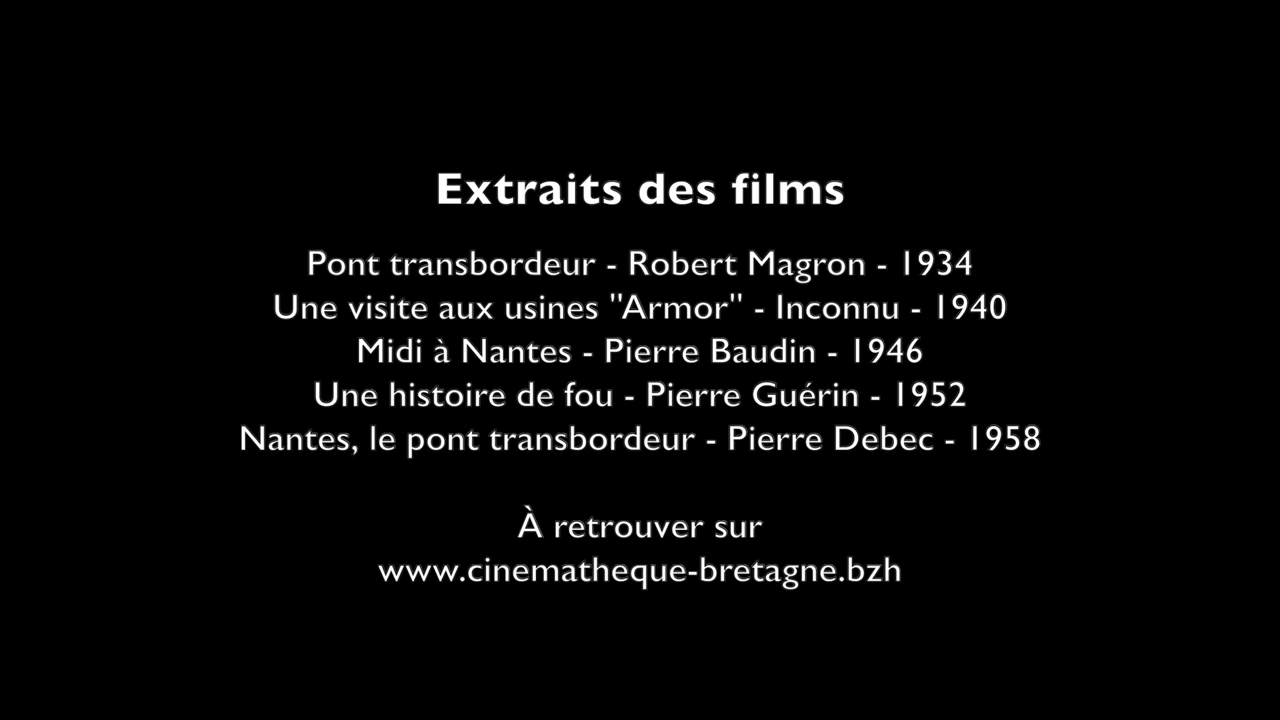 Extraits des films
Pont transbordeur - Robert Magron - 1934
Une visite aux usines "Armor" - Inconnu - 1940
Midi à Nantes - Pierre Baudin - 1946
Une histoire de fou - Pierre Guérin - 1952
Nantes, le pont transbordeur - Pierre Debec - 1958
À retrouver sur
www.cinematheque-bretagne.bzh